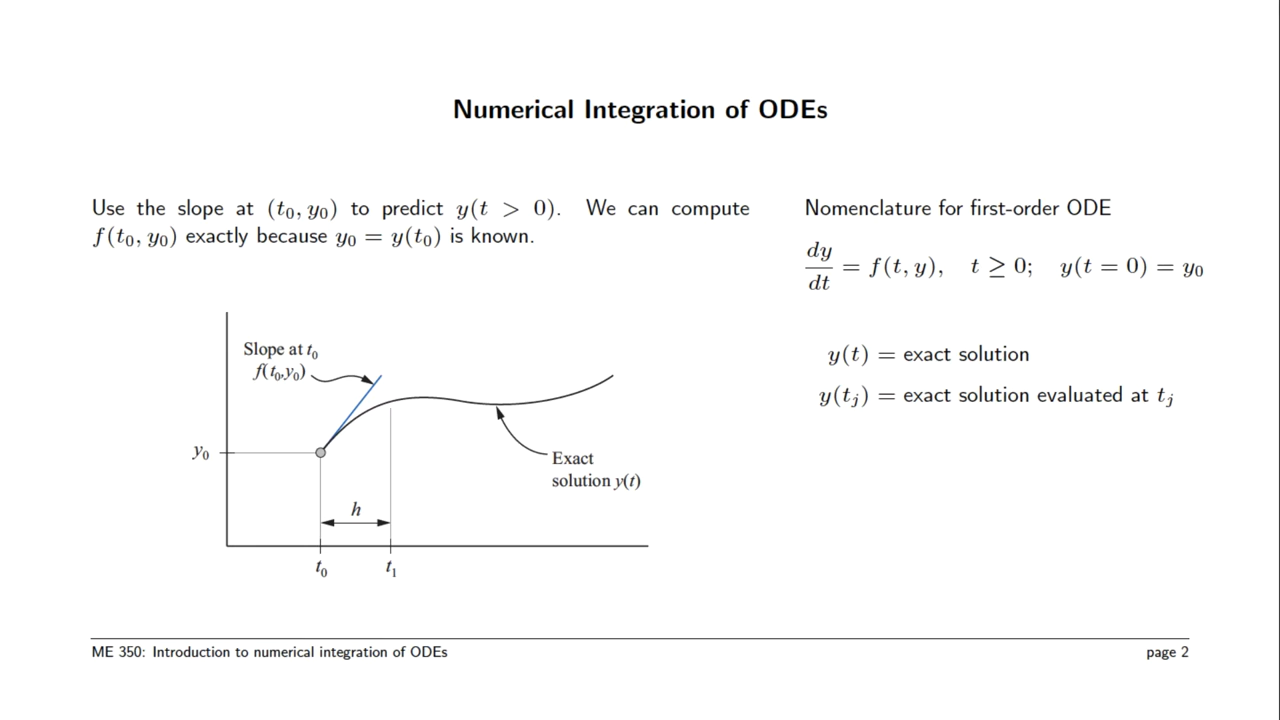 Numerical Integration of ODEs
Use the slope at (t₀, y₀) to predict y(t > 0). We can compute
f(t₀, y₀) exactly because y₀ = y(t₀) is known.
Slope at t₀
f(t₀,y₀)
y₀
Exact
solution y(t)
h
t₀ t₁
Nomenclature for first-order ODE
dy/dt = f(t, y), t ≥ 0; y(t = 0) = y₀
y(t) = exact solution
y(tⱼ) = exact solution evaluated at tⱼ
ME 350: Introduction to numerical integration of ODEs page 2